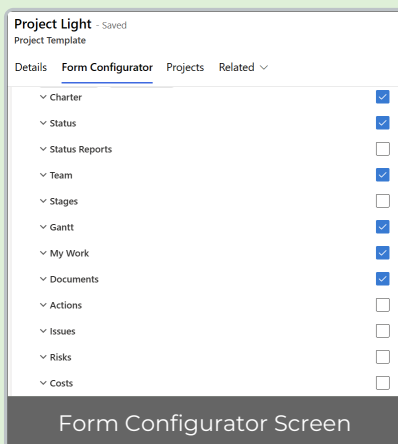 Project Light - Saved
Project Template
Details Form Configurator Projects Related
Charter
Status
Status Reports
Team
Stages
Gantt
My Work
Documents
Actions
Issues
Risks
Costs
Form Configurator Screen